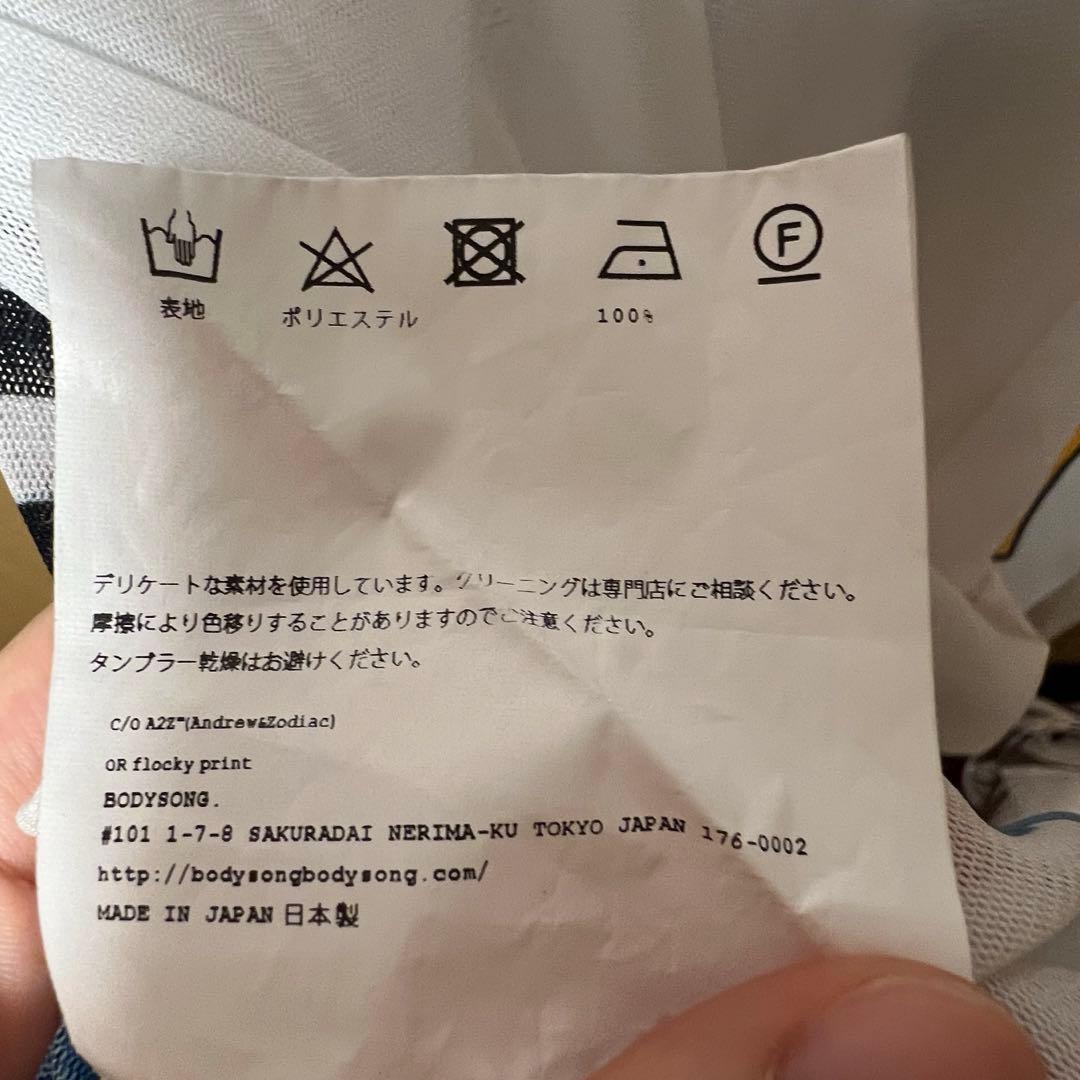 F
表地 ポリエステル 100%
デリケートな素材を使用しています。クリーニングは専門店にご相談ください。
摩擦により色移りすることがありますのでご注意ください。
タンブラー乾燥はお避けください。
C/O A2Z™(Andrew&Zodiac)
OR flocky print
BODYSONG.
#101 1-7-8 SAKURADAI NERIMA-KU TOKYO JAPAN 176-0002
http://bodysongbodysong.com/
MADE IN JAPAN 日本製